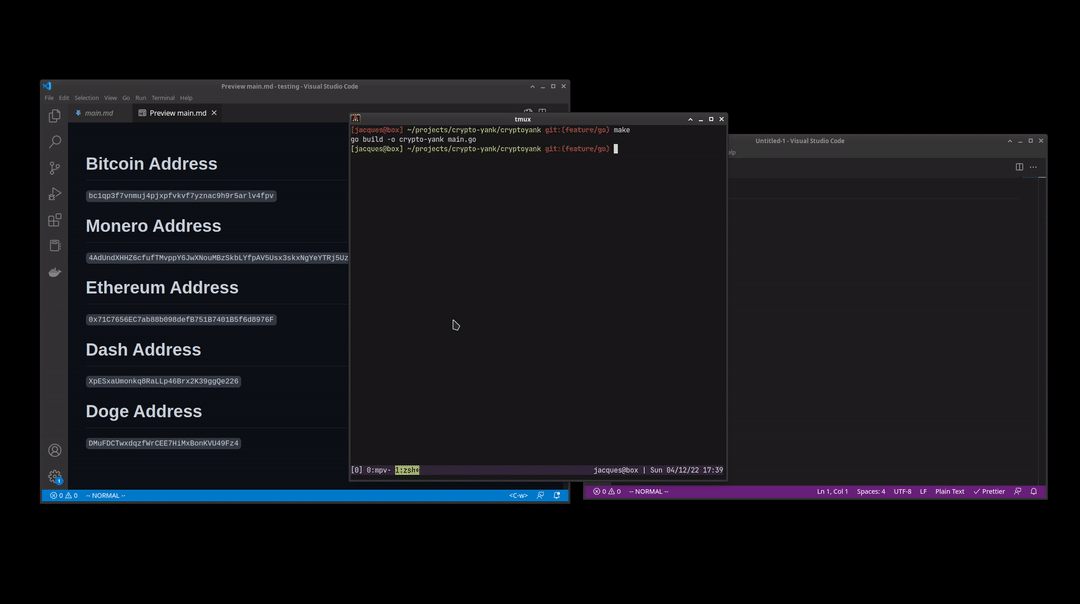 Preview main.md - testing - Visual Studio Code
File Edit Selection View Go Run Terminal Help
main.md Preview main.md
Bitcoin Address
bc1qp3f7vnmuj4pjxpfvkvf7yznac9h9r5arlv4fpv
Monero Address
4AdUndXHHZ6cfufTMvppY6JwXNouMBzSkbLYfpAV5Usx3skxNgYeYTRj5Uz
Ethereum Address
0x71C7656EC7ab88b098defB751B7401B5f6d8976F
Dash Address
XpESxaUmonkq8RaLLp46Brx2K39ggQe226
Doge Address
DMuFDCTwxdqzfWrCEE7HiMxBonKVU49Fz4
0 0 -- NORMAL -- <C-w>
tmux
[jacques@box] ~/projects/crypto-yank/cryptoyank git:(feature/go) make
go build -o crypto-yank main.go
[jacques@box] ~/projects/crypto-yank/cryptoyank git:(feature/go)
[0] 0:mpv- 1:zsh* jacques@box | Sun 04/12/22 17:39
Untitled-1 - Visual Studio Code
elp
0 0 -- NORMAL -- Ln 1, Col 1 Spaces: 4 UTF-8 LF Plain Text Prettier